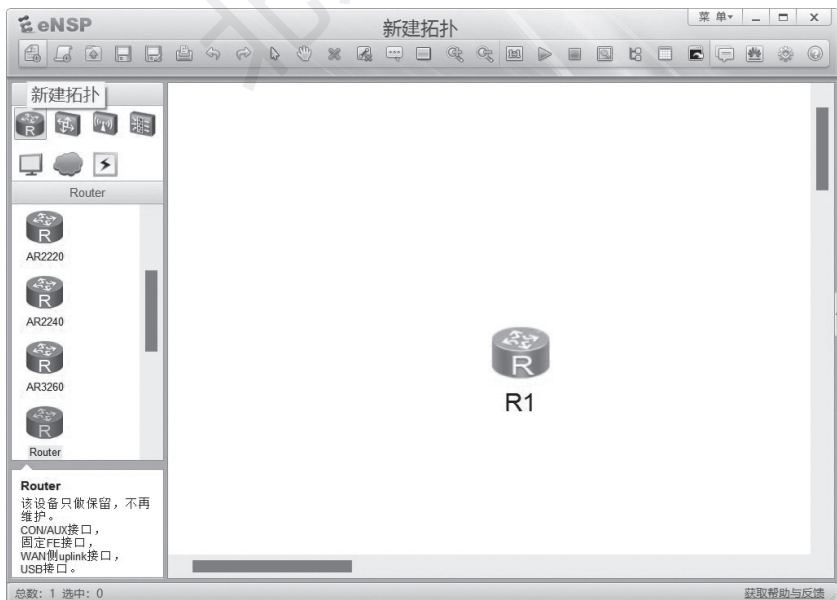 eNSP
新建拓扑
菜 单
新建拓扑
Router
R
AR2220
R
AR2240
R
AR3260
R
Router
R
R1
Router
该设备只做保留，不再
维护。
CON/AUX接口，
固定FE接口，
WAN侧uplink接口，
USB接口。
总数：1 选中：0
获取帮助与反馈